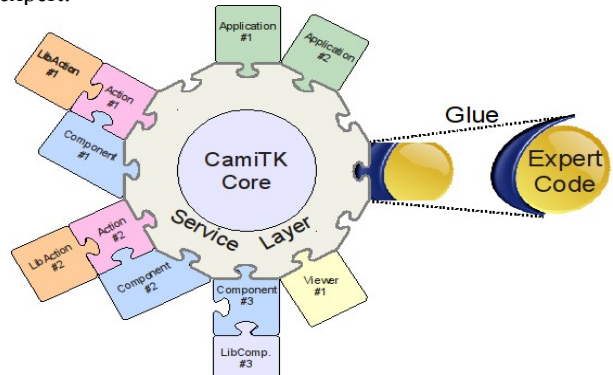 expert.
Application
#1
Application
#2
LibAction
#1
Action
#1
Component
#1
Glue
CamiTK
Core
Expert
Code
Service Layer
Action
#2
LibAction
#2
Component
#2
Component
#3
Viewer
#1
LibComp.
#3